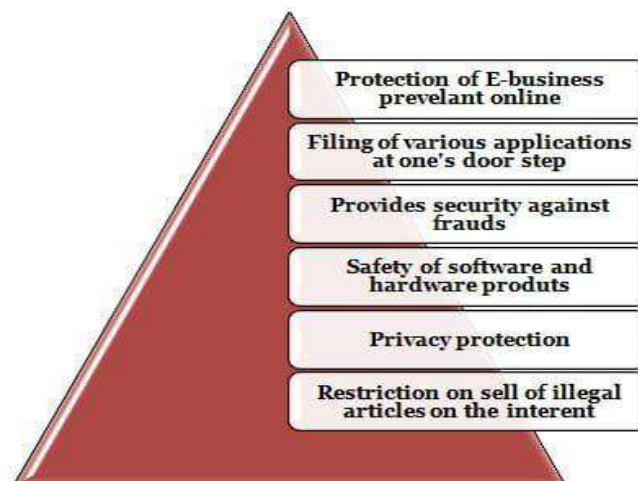 Protection of E-business
prevelant online
Filing of various applications
at one's door step
Provides security against
frauds
Safety of software and
hardware produts
Privacy protection
Restriction on sell of illegal
articles on the interent